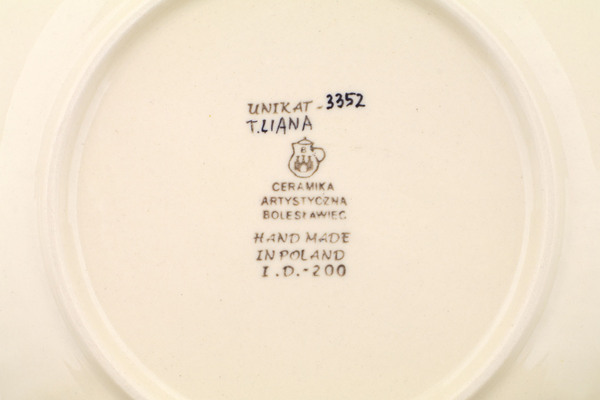 UNIKAT - 3352
T.LIANA
B
CERAMIKA
ARTYSTYCZNA
BOLESŁAWIEC
HAND MADE
IN POLAND
I.D.-200